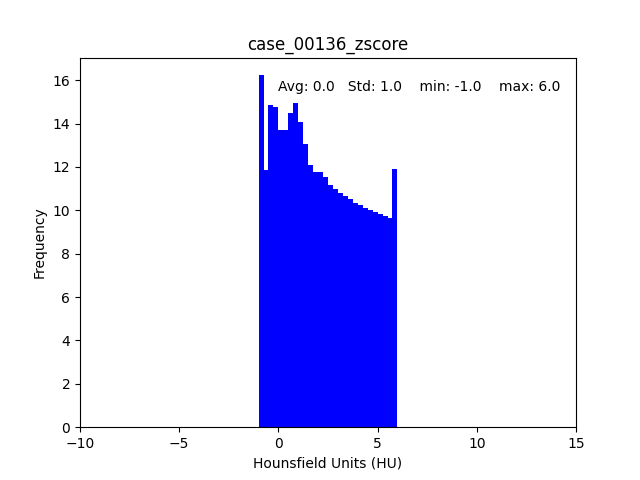 case_00136_zscore
Avg: 0.0 Std: 1.0 min: -1.0 max: 6.0
16
14
12
10
8
6
4
2
0
Frequency
−10 −5 0 5 10 15
Hounsfield Units (HU)